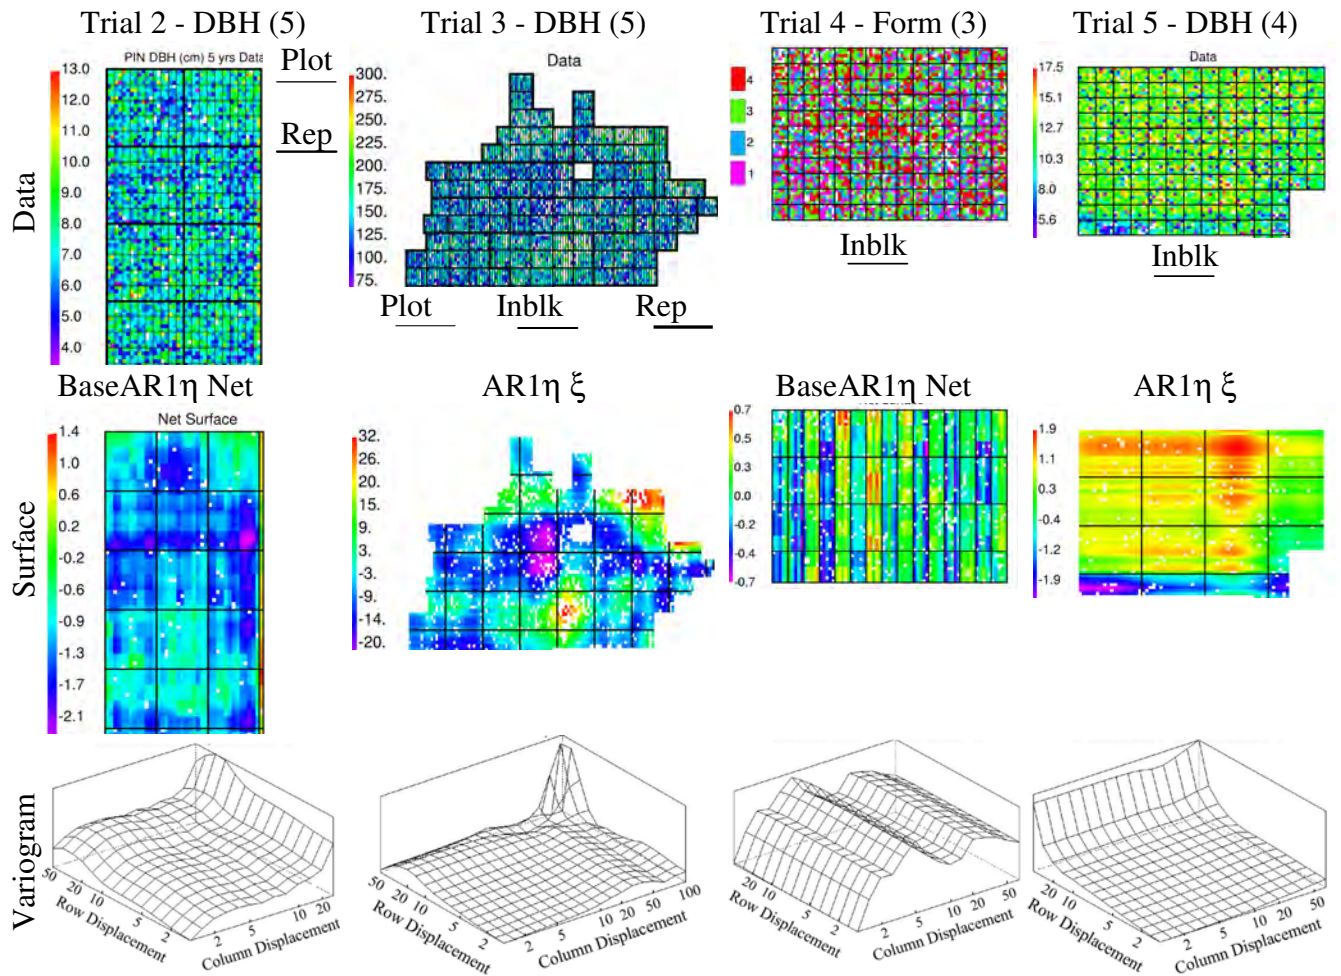 Trial 2 - DBH (5)
Trial 3 - DBH (5)
Trial 4 - Form (3)
Trial 5 - DBH (4)
Data
PIN DBH (cm) 5 yrs Data
13.0
12.0
11.0
10.0
9.0
8.0
7.0
6.0
5.0
4.0
Plot
Rep
Data
300.
275.
250.
225.
200.
175.
150.
125.
100.
75.
Plot
Inblk
Rep
4
3
2
1
Inblk
Data
17.5
15.1
12.7
10.3
8.0
5.6
Inblk
Surface
BaseAR1η Net
Net Surface
1.4
1.0
0.6
0.2
-0.2
-0.6
-0.9
-1.3
-1.7
-2.1
AR1η ξ
32.
26.
20.
15.
9.
3.
-3.
-9.
-14.
-20.
BaseAR1η Net
0.7
0.5
0.3
0.0
-0.2
-0.4
-0.7
AR1η ξ
1.9
1.1
0.3
-0.4
-1.2
-1.9
Variogram
50 20 10 5 2
Row Displacement
2 5 10 20
Column Displacement
50 20 10 5 2
Row Displacement
2 5 10 20 50 100
Column Displacement
20 10 5 2
Row Displacement
2 5 10 20 50
Column Displacement
20 10 5 2
Row Displacement
2 5 10 20 50
Column Displacement